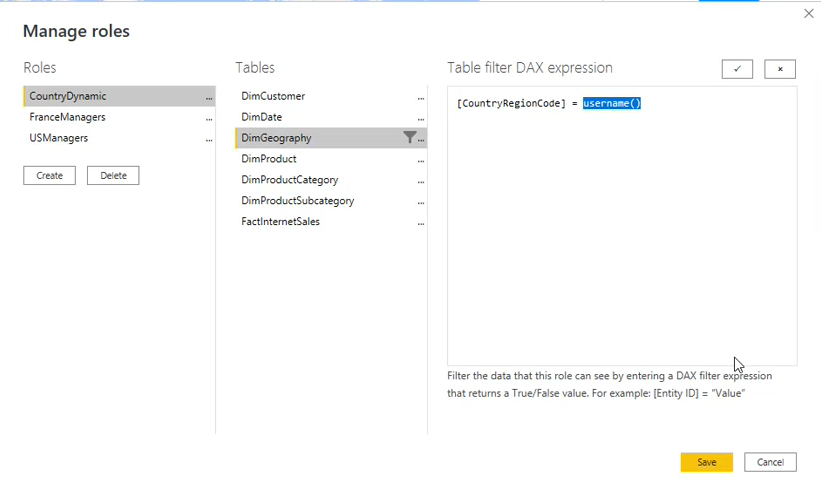 Manage roles
Roles
CountryDynamic ...
FranceManagers ...
USManagers ...
Create Delete
Tables
DimCustomer ...
DimDate ...
DimGeography ...
DimProduct ...
DimProductCategory ...
DimProductSubcategory ...
FactInternetSales ...
Table filter DAX expression
[CountryRegionCode] = username()
Filter the data that this role can see by entering a DAX filter expression
that returns a True/False value. For example: [Entity ID] = "Value"
Save Cancel